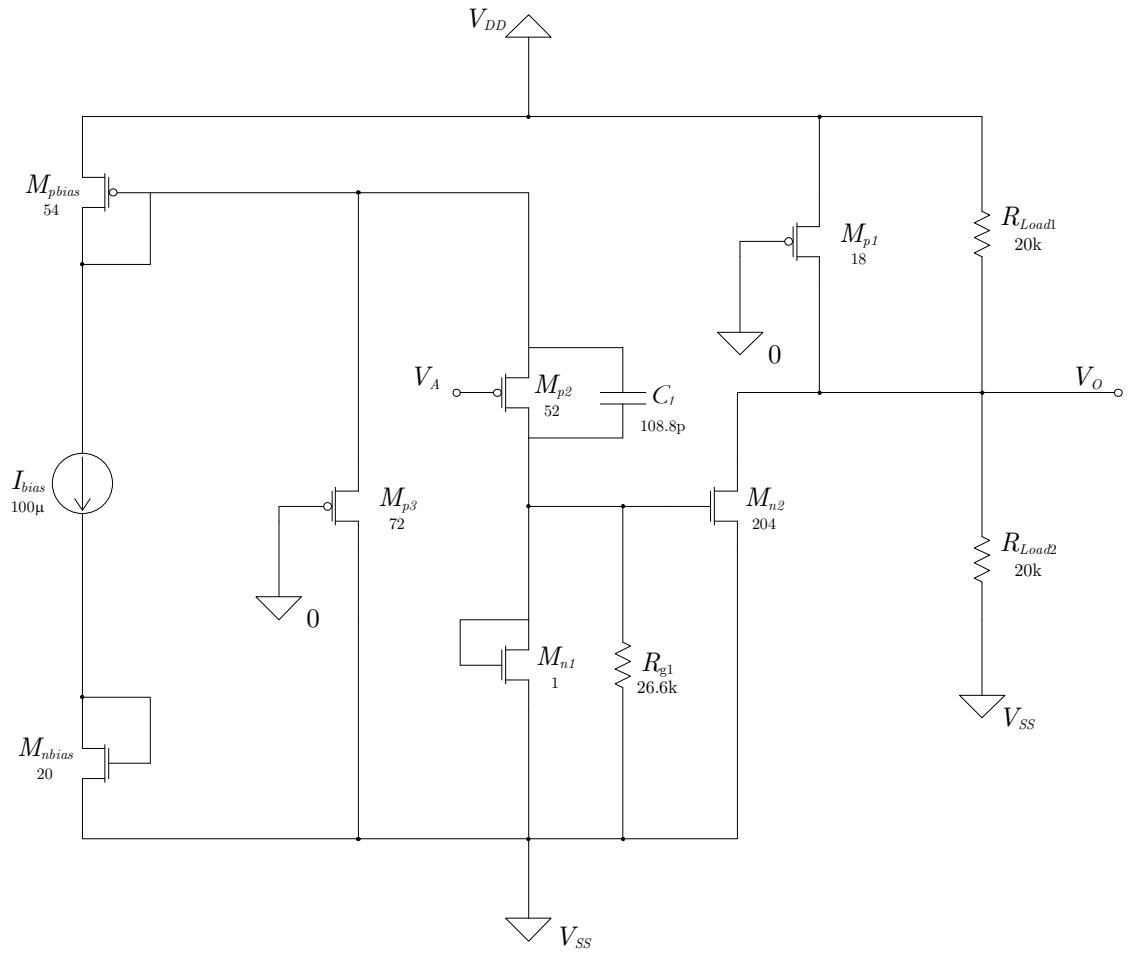 V_DD
M_pbias
54
R_Load1
20k
M_p1
18
0
V_A
M_p2
52
C_1
108.8p
V_O
I_bias
100µ
M_p3
72
M_n2
204
R_Load2
20k
0
M_n1
1
R_g1
26.6k
V_SS
M_nbias
20
V_SS